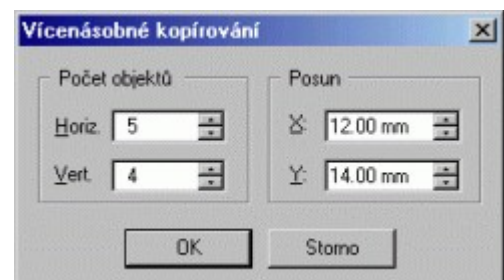 Vícenásobné kopírování
Počet objektů
Horiz. 5
Vert. 4
Posun
X: 12.00 mm
Y: 14.00 mm
OK
Storno